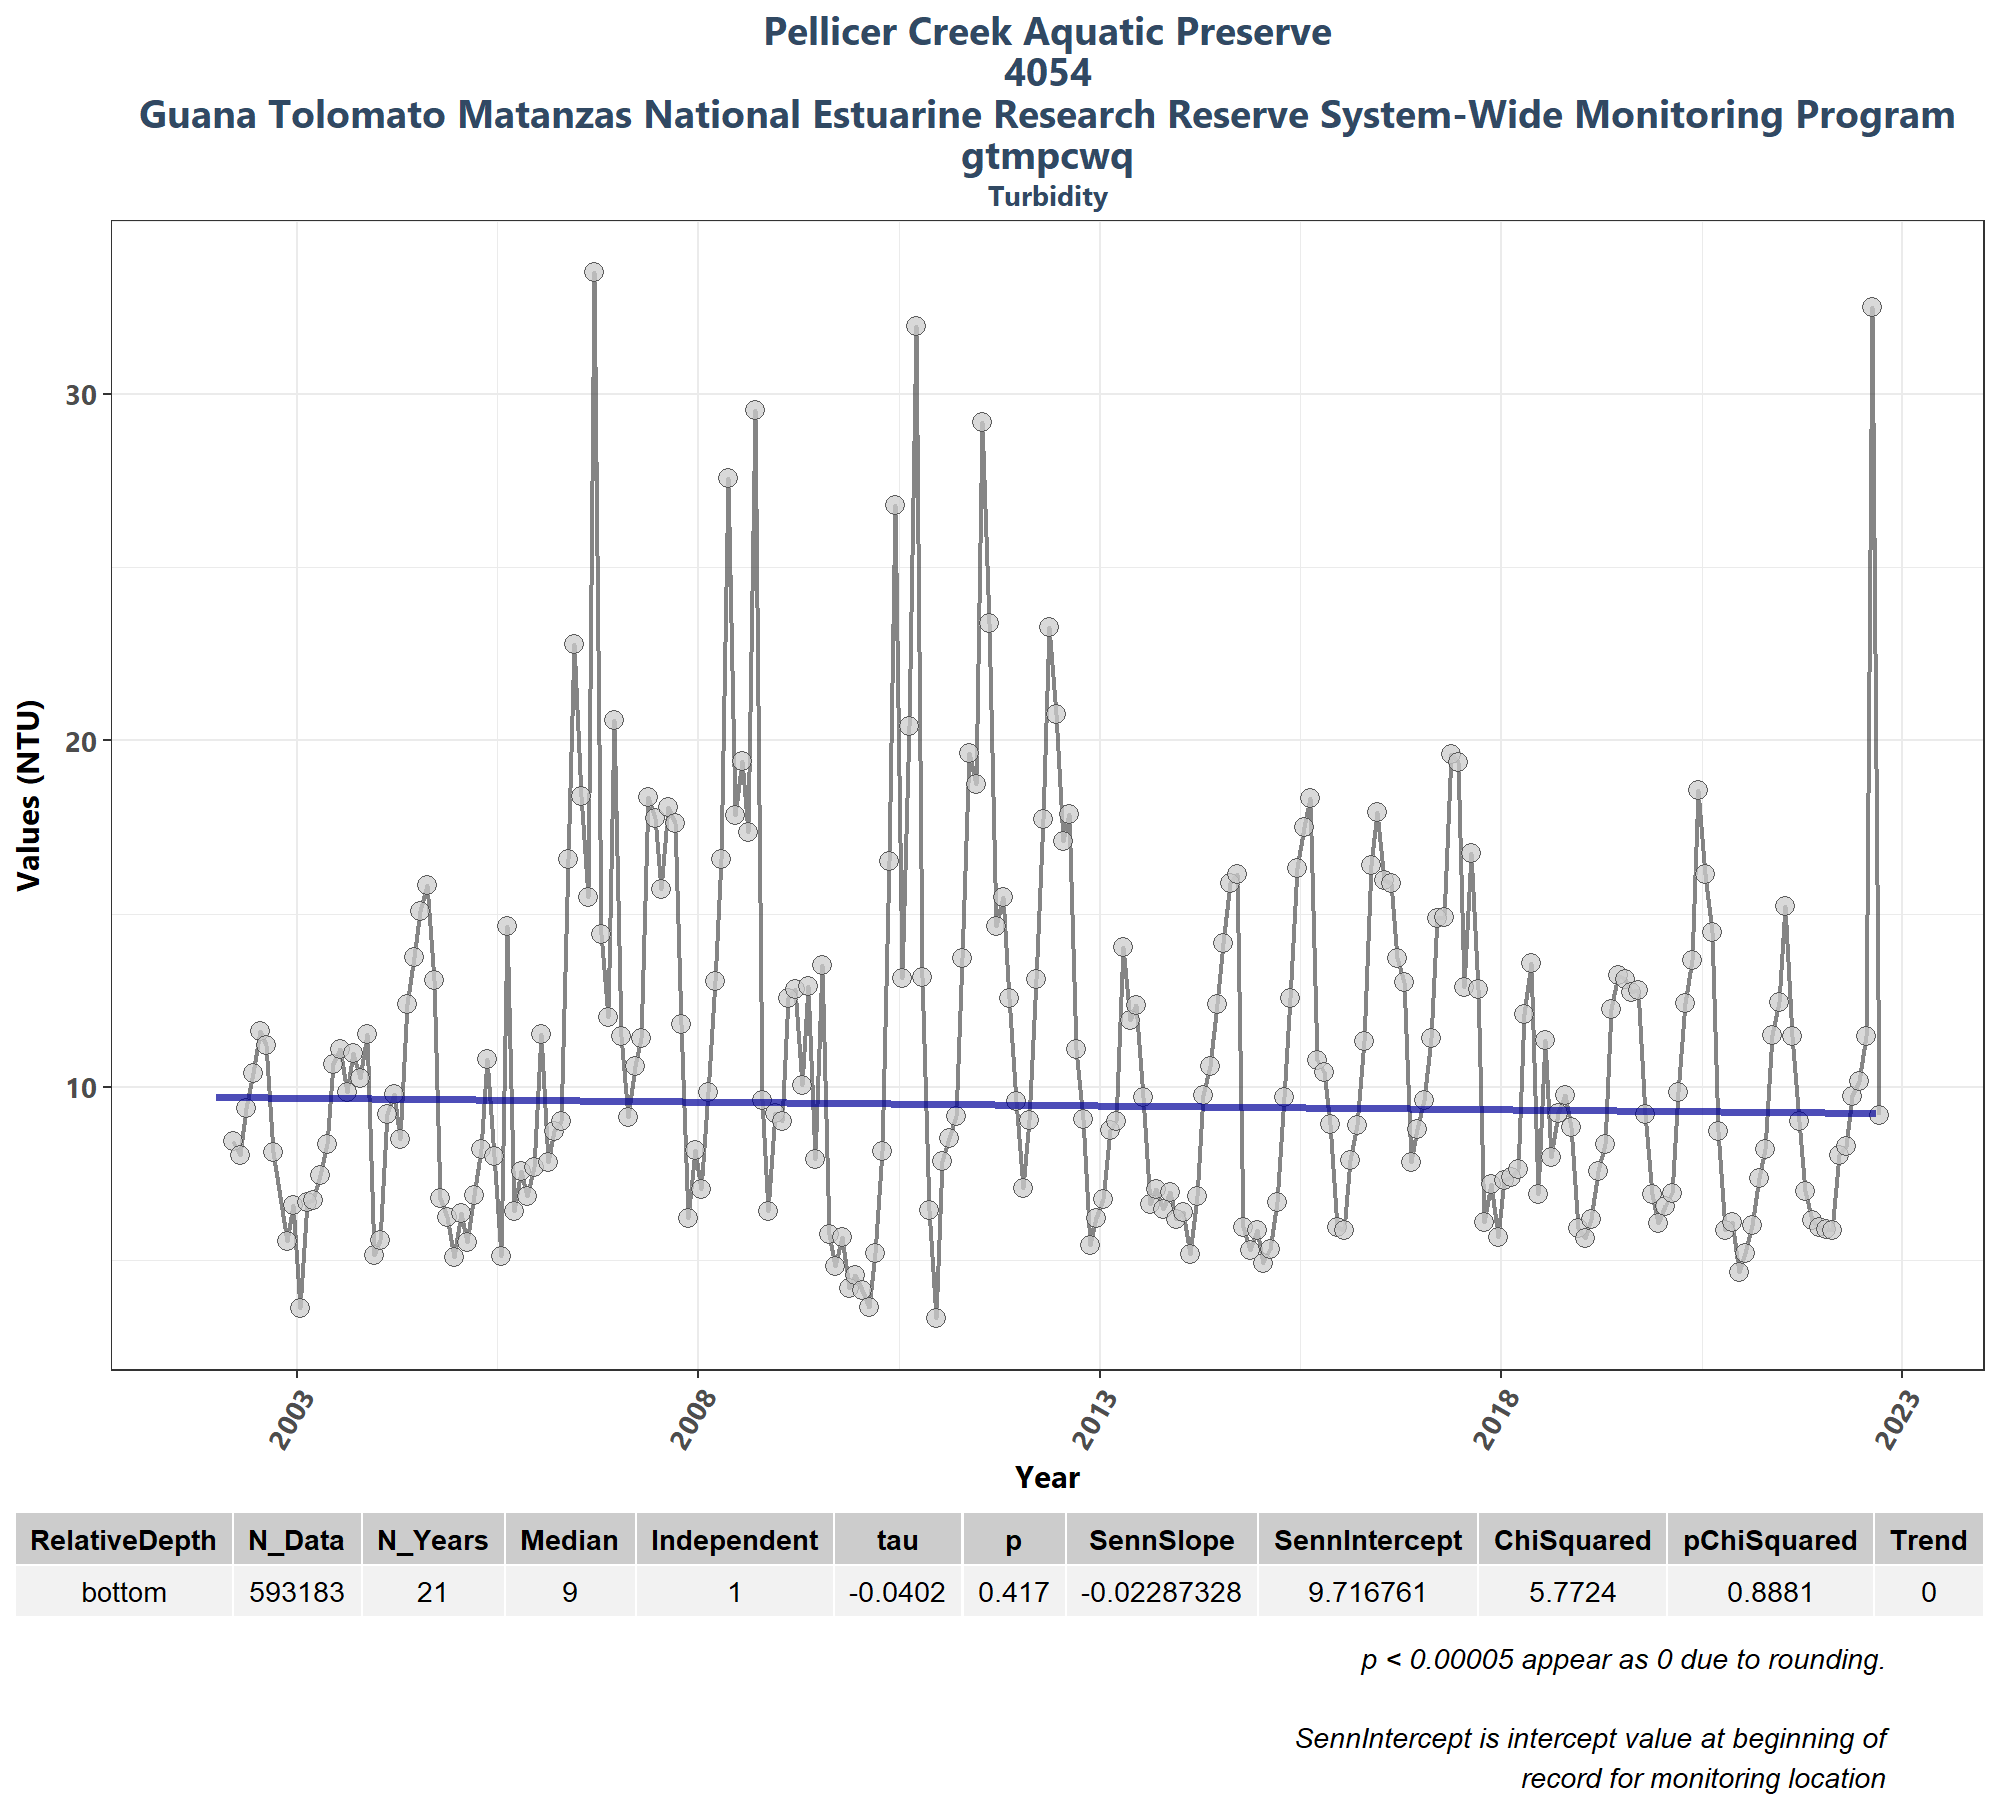 Pellicer Creek Aquatic Preserve
4054
Guana Tolomato Matanzas National Estuarine Research Reserve System-Wide Monitoring Program
gtmpcwq
Turbidity
Values (NTU)
30
20
10
2003 2008 2013 2018 2023
Year
RelativeDepth N_Data N_Years Median Independent tau p SennSlope SennIntercept ChiSquared pChiSquared Trend
bottom 593183 21 9 1 -0.0402 0.417 -0.02287328 9.716761 5.7724 0.8881 0
p < 0.00005 appear as 0 due to rounding.
SennIntercept is intercept value at beginning of
record for monitoring location